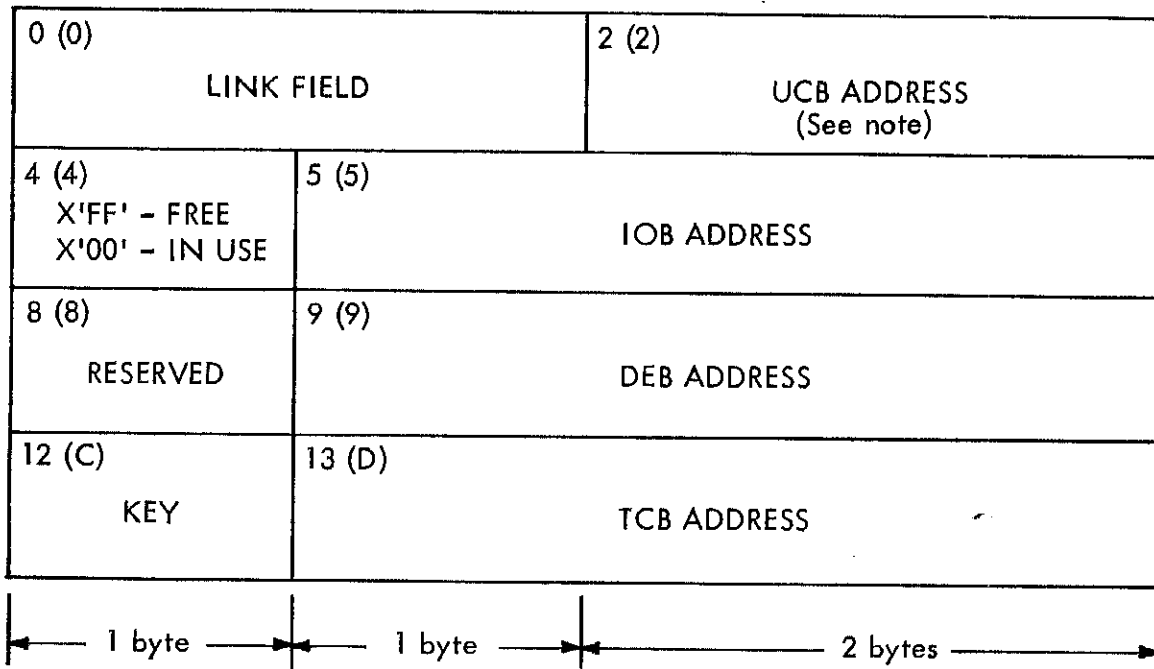 0 (0)
LINK FIELD
2 (2)
UCB ADDRESS
(See note)
4 (4)
X'FF' - FREE
X'00' - IN USE
5 (5)
IOB ADDRESS
8 (8)
RESERVED
9 (9)
DEB ADDRESS
12 (C)
KEY
13 (D)
TCB ADDRESS
1 byte
1 byte
2 bytes